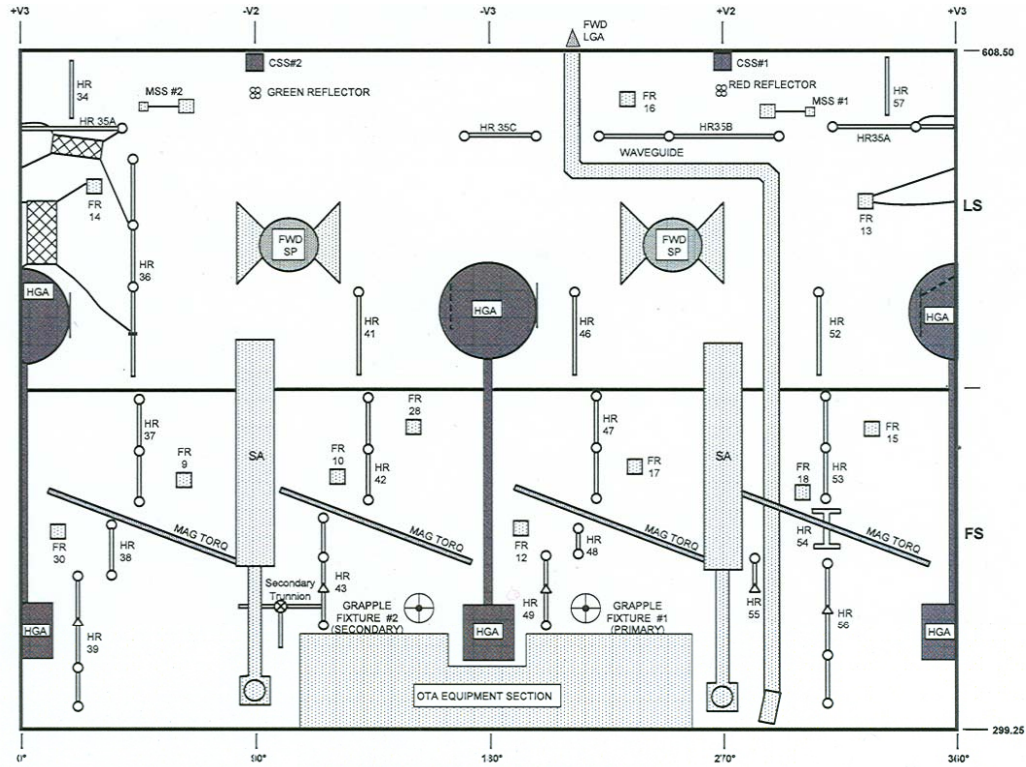 +V3 -V2 -V3 +V2 +V3
FWD
LGA
608.50
CSS#2
CSS#1
HR
34
MSS #2
GREEN REFLECTOR
FR
16
RED REFLECTOR
MSS #1
HR
57
HR 35A
HR 35C
HR35B
HR35A
WAVEGUIDE
FR
14
FR
13
LS
FWD
SP
FWD
SP
HR
36
HGA
HGA
HGA
HR
41
HR
46
HR
52
HR
37
FR
28
HR
47
FR
15
FR
9
SA
FR
10
HR
42
FR
17
SA
FR
18
HR
53
MAG TORQ
MAG TORQ
MAG TORQ
MAG TORQ
FR
30
HR
38
FR
12
HR
48
HR
54
FS
Secondary
Trunnion
HR
43
GRAPPLE
FIXTURE #2
(SECONDARY)
HR
49
GRAPPLE
FIXTURE #1
(PRIMARY)
HR
55
HR
56
HGA
HGA
HGA
HR
39
OTA EQUIPMENT SECTION
299.25
0° 90° 130° 270° 360°